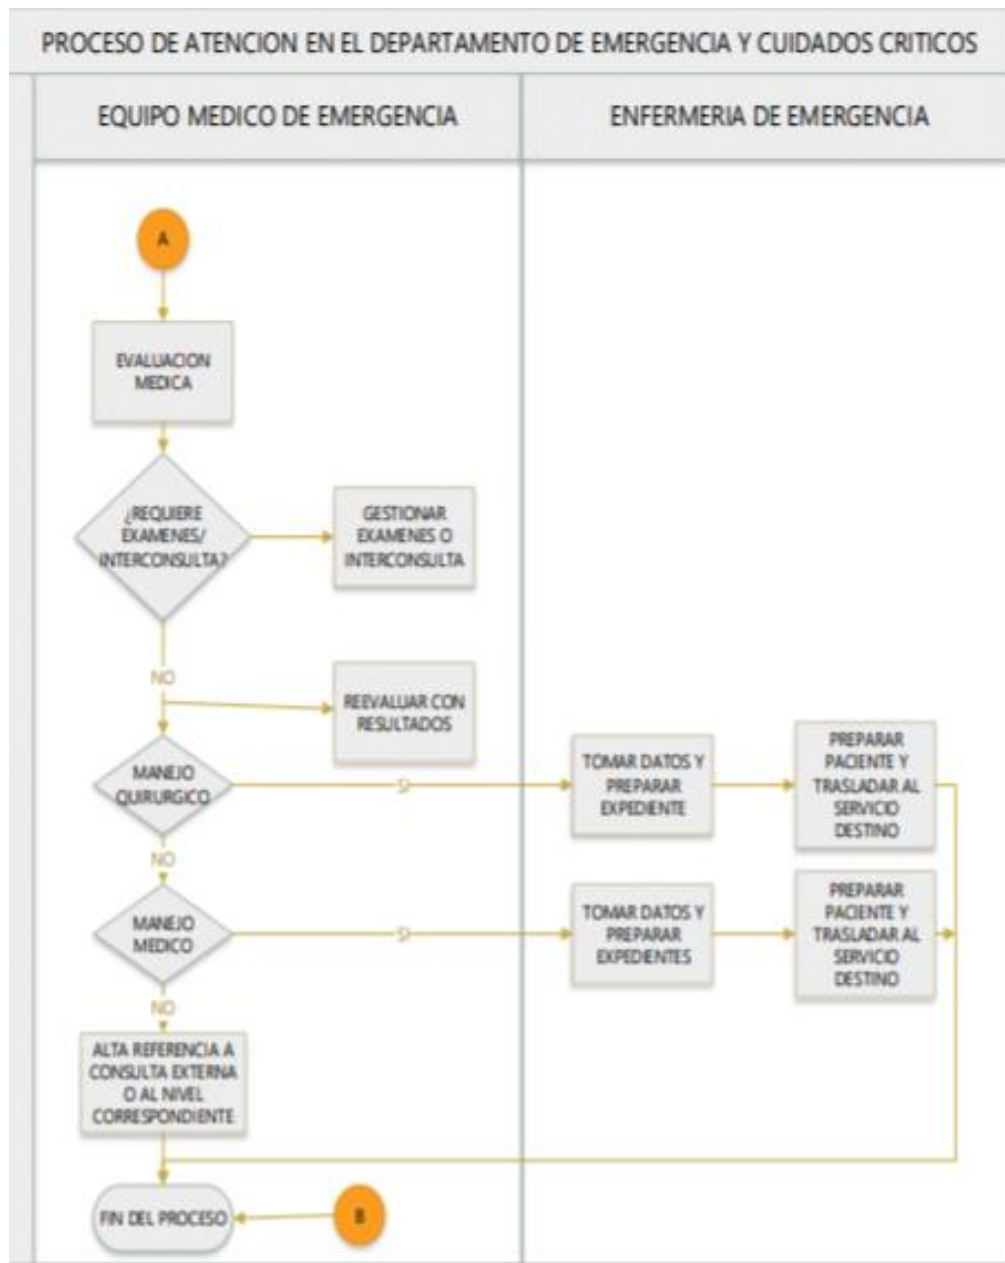 PROCESO DE ATENCION EN EL DEPARTAMENTO DE EMERGENCIA Y CUIDADOS CRITICOS
EQUIPO MEDICO DE EMERGENCIA
ENFERMERIA DE EMERGENCIA
A
EVALUACION
MEDICA
¿REQUIERE
EXAMENES/
INTERCONSULTA?
GESTIONAR
EXAMENES O
INTERCONSULTA
NO
REEVALUAR CON
RESULTADOS
MANEJO
QUIRURGICO
SI
TOMAR DATOS Y
PREPARAR
EXPEDIENTE
PREPARAR
PACIENTE Y
TRASLADAR AL
SERVICIO
DESTINO
NO
MANEJO
MEDICO
SI
TOMAR DATOS Y
PREPARAR
EXPEDIENTES
PREPARAR
PACIENTE Y
TRASLADAR AL
SERVICIO
DESTINO
NO
ALTA REFERENCIA A
CONSULTA EXTERNA
O AL NIVEL
CORRESPONDIENTE
FIN DEL PROCESO
B